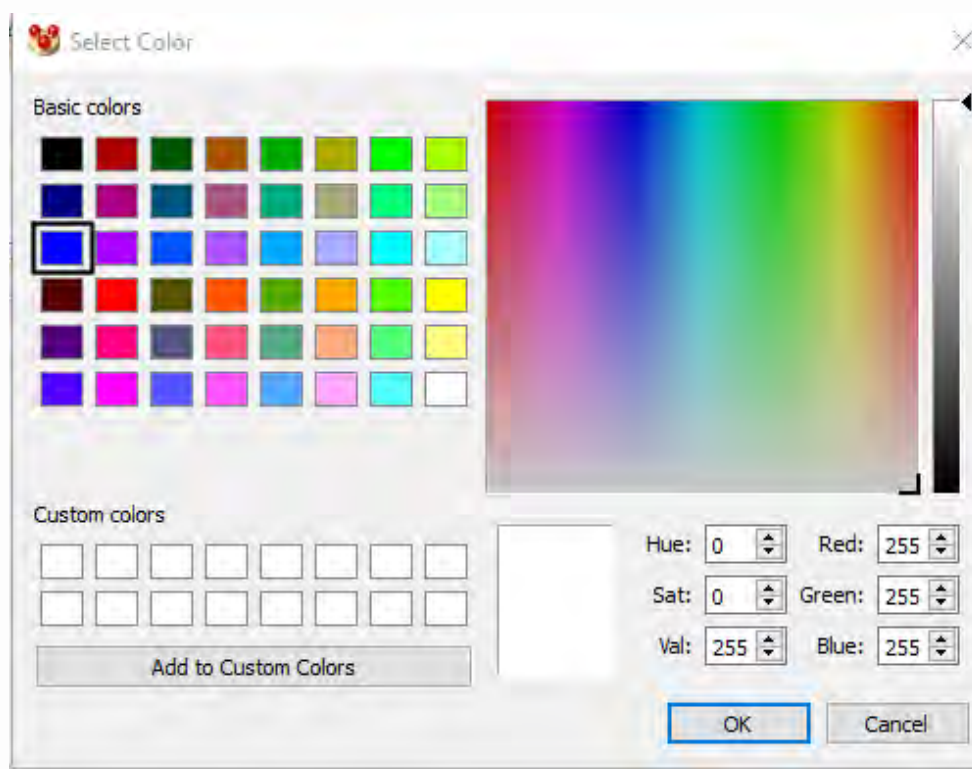 Select Color
Basic colors
Custom colors
Add to Custom Colors
Hue: 0 Red: 255
Sat: 0 Green: 255
Val: 255 Blue: 255
OK Cancel